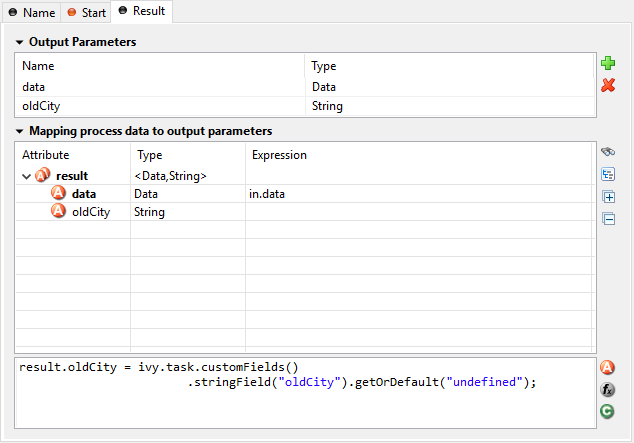 Name Start Result
Output Parameters
Name Type
data Data
oldCity String
Mapping process data to output parameters
Attribute Type Expression
A result <Data,String>
A data Data in.data
A oldCity String
result.oldCity = ivy.task.customFields()
.stringField("oldCity").getOrDefault("undefined");
A
fx
C